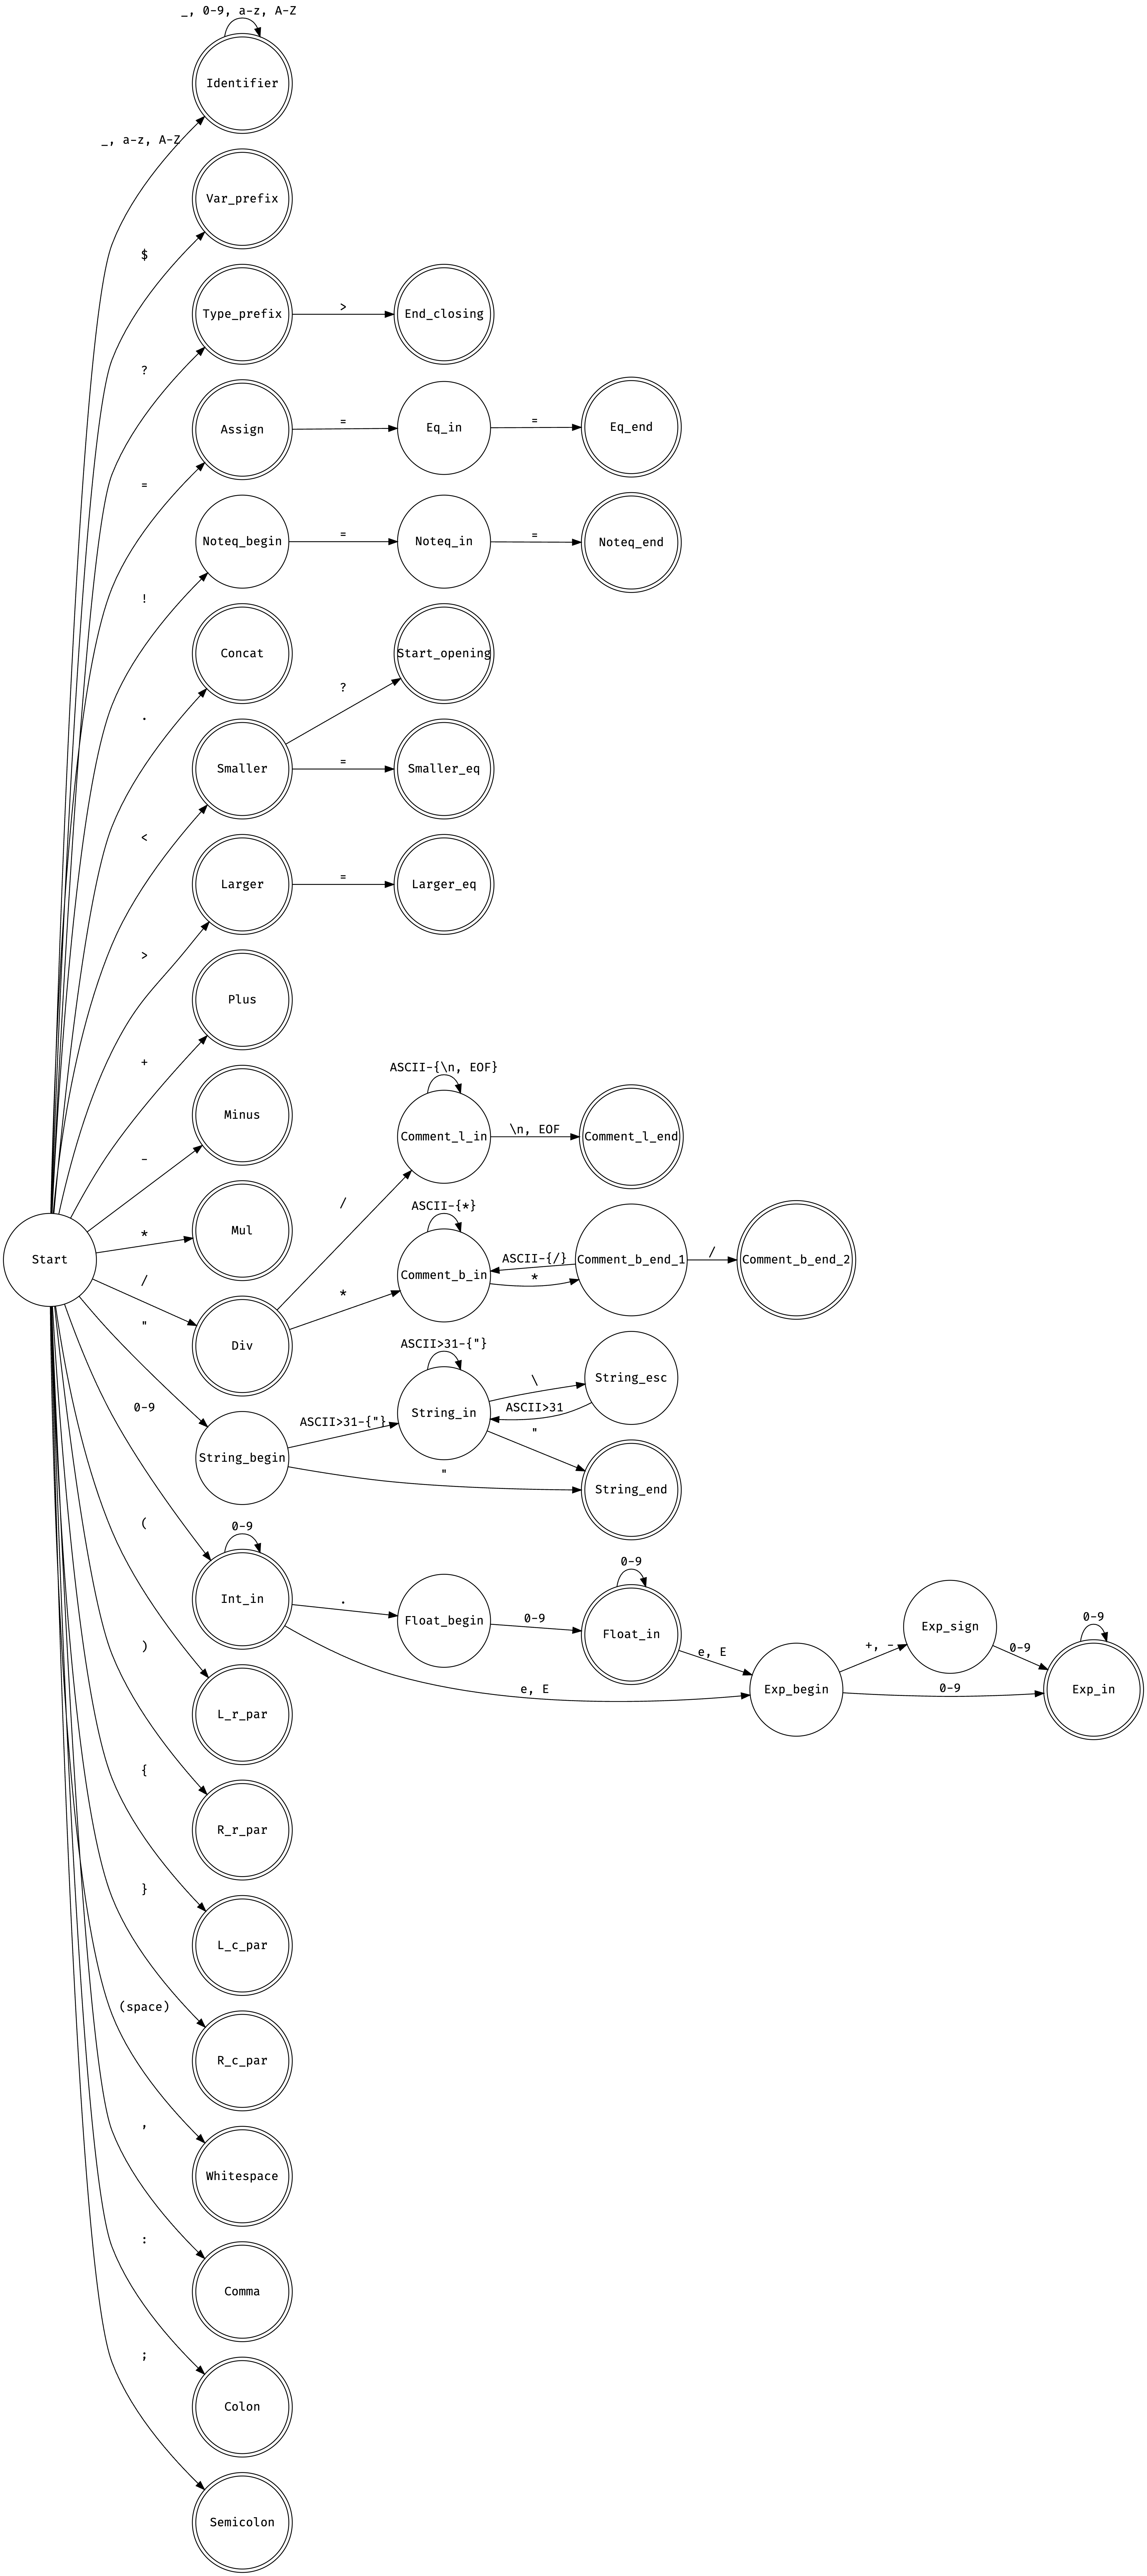 _, 0-9, a-z, A-Z
Identifier
_, a-z, A-Z
Var_prefix
$
Type_prefix
>
End_closing
?
Assign
=
Eq_in
=
Eq_end
=
Noteq_begin
=
Noteq_in
=
Noteq_end
!
Concat
Start_opening
?
.
Smaller
=
Smaller_eq
<
Larger
=
Larger_eq
>
Plus
+
ASCII-{\n, EOF}
Minus
Comment_l_in
\n, EOF
Comment_l_end
-
/
ASCII-{*}
Mul
*
Start
Comment_b_in
ASCII-{/}
*
Comment_b_end_1
/
Comment_b_end_2
/
*
"
Div
ASCII>31-{"}
String_esc
\
ASCII>31
0-9
String_in
ASCII>31-{"}
"
String_begin
"
String_end
(
0-9
0-9
Int_in
.
Float_begin
0-9
Float_in
e, E
+, -
Exp_sign
0-9
0-9
)
e, E
Exp_begin
0-9
Exp_in
L_r_par
{
R_r_par
}
L_c_par
(space)
R_c_par
,
Whitespace
:
Comma
;
Colon
Semicolon